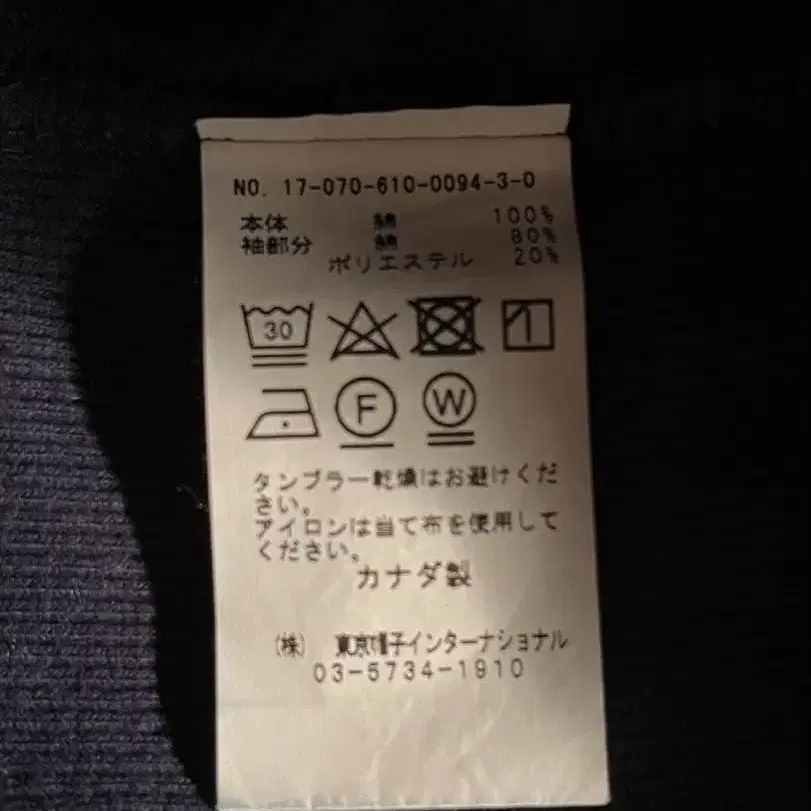 NO. 17-070-610-0094-3-0
本体 綿 100%
袖部分 綿 80%
ポリエステル 20%
30
F W
タンブラー乾燥はお避けくだ
さい。
アイロンは当て布を使用して
ください。
カナダ製
(株) 東京帽子インターナショナル
03-5734-1910